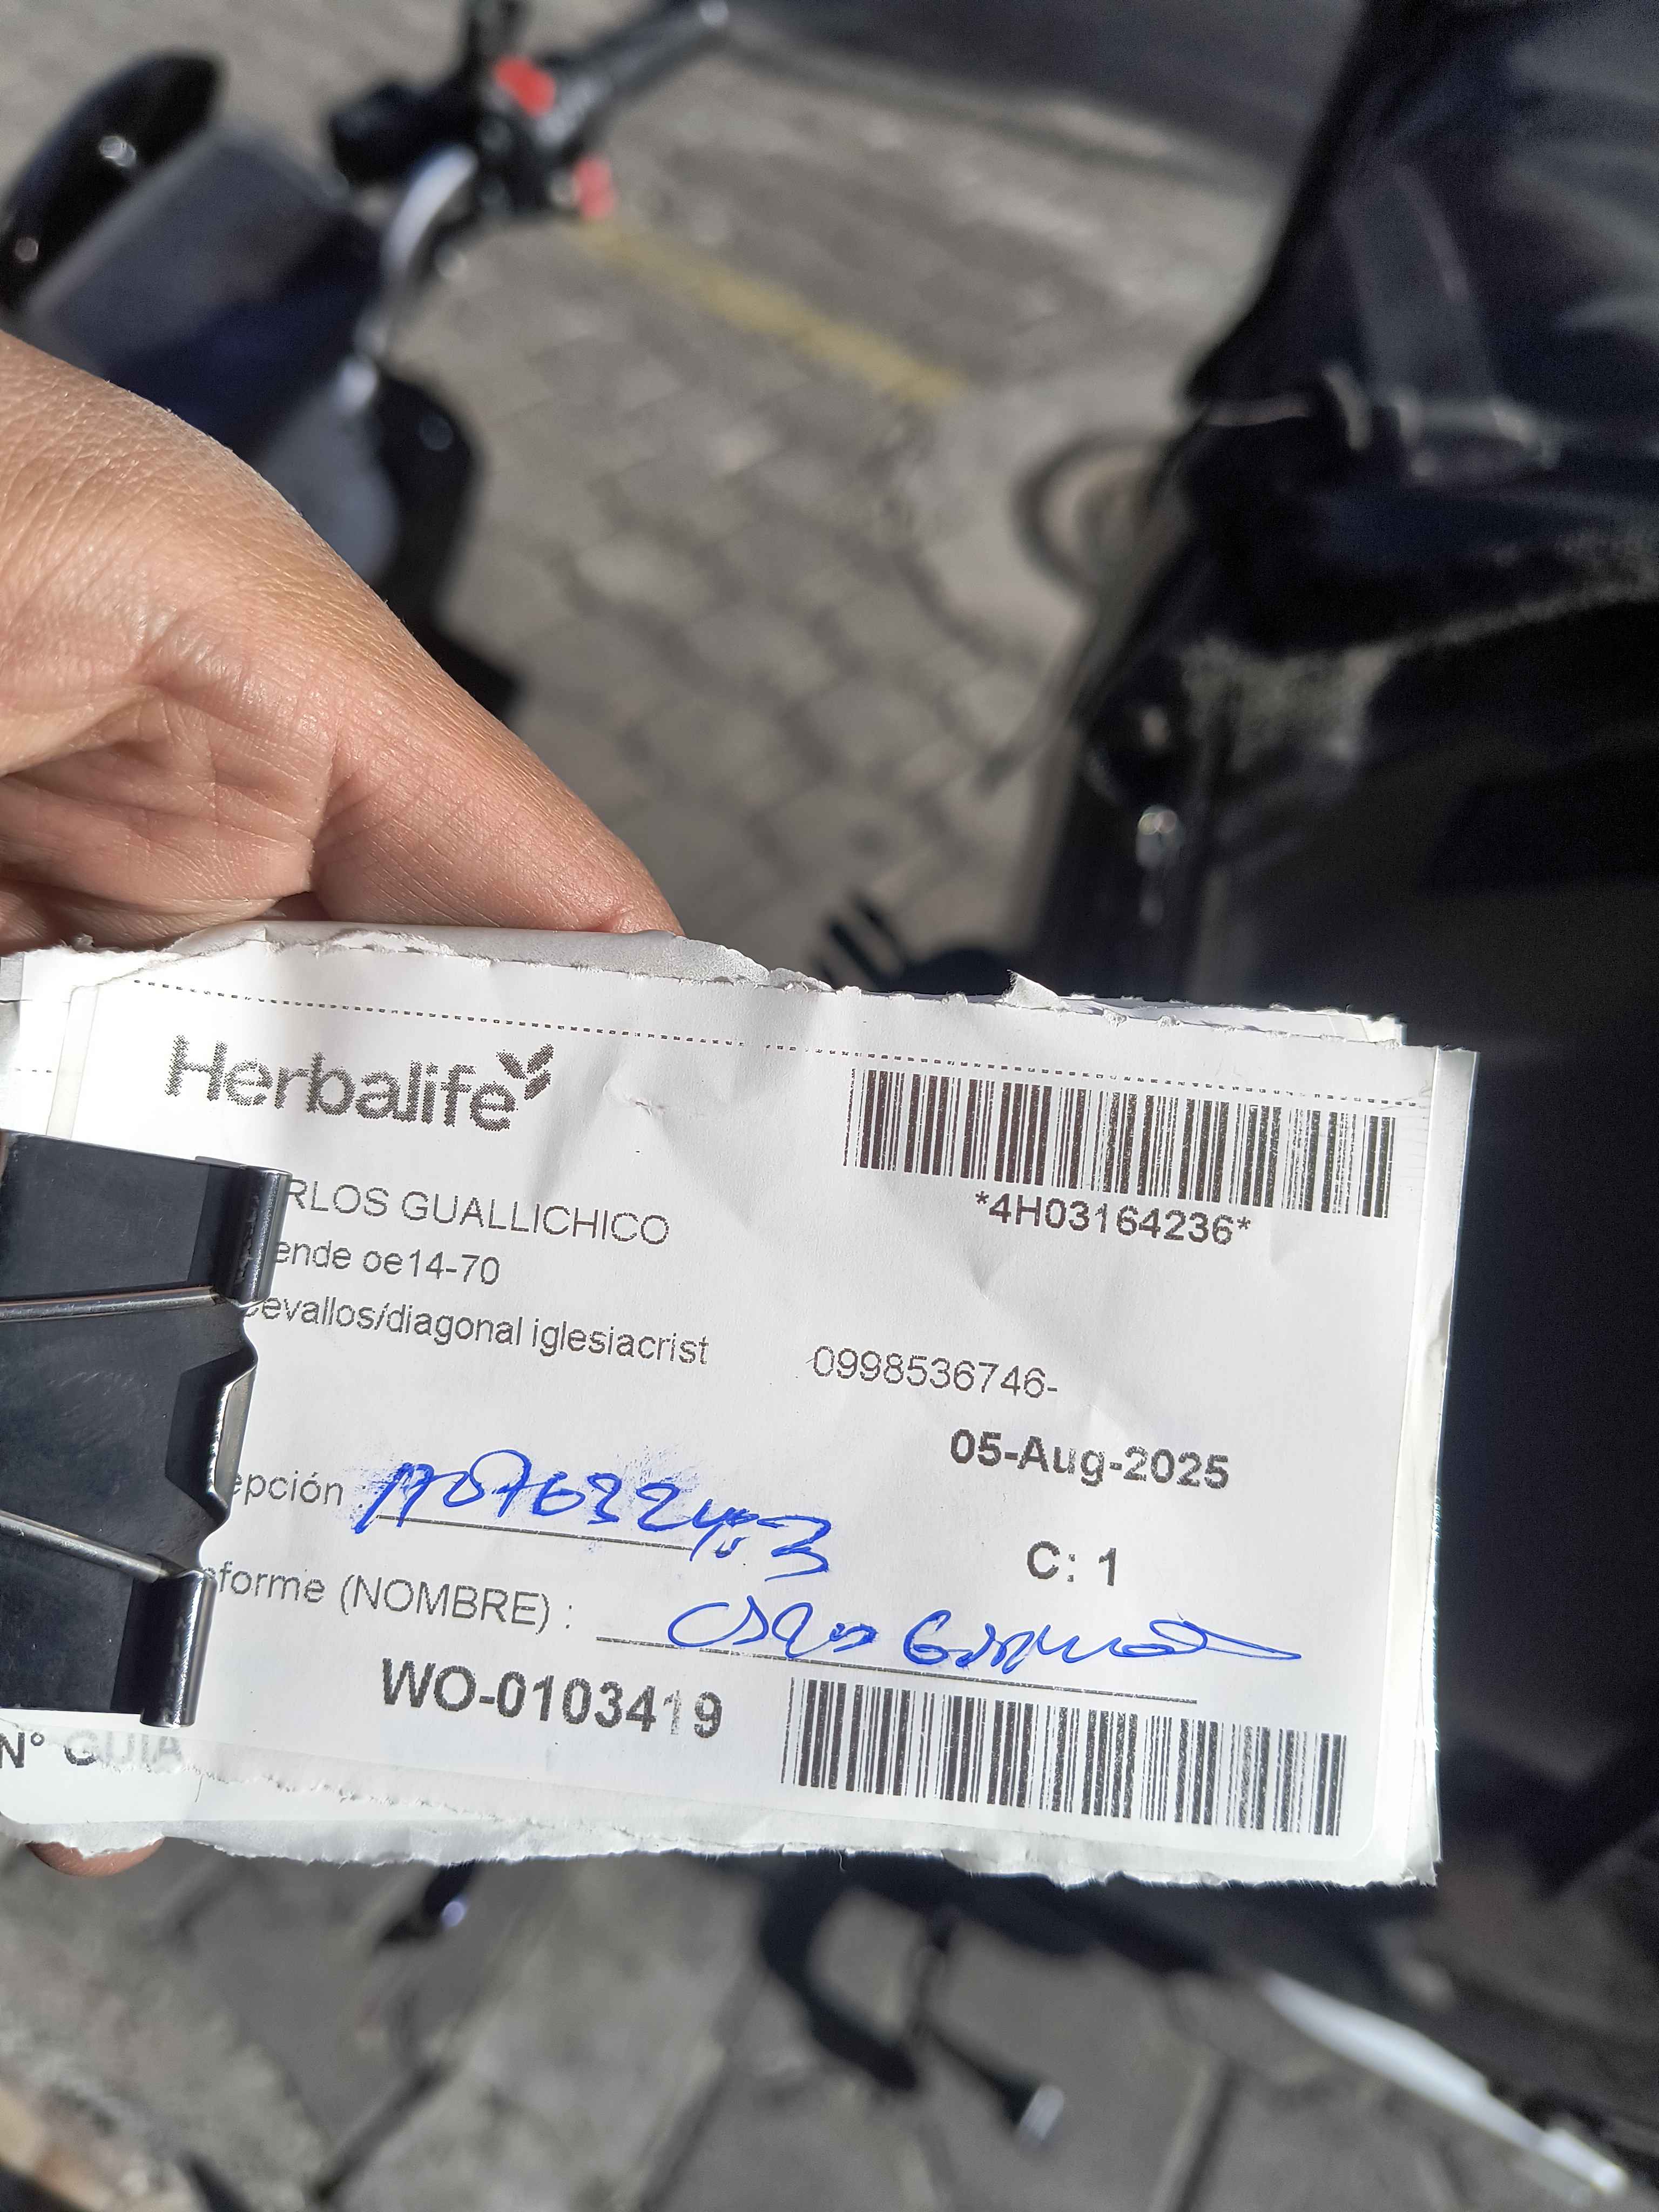 Herbalife
*4H03164236*
RLOS GUALLICHICO
ende oe14-70
cevallos/diagonal iglesiacrist 0998536746-
05-Aug-2025
epción
C: 1
forme (NOMBRE) :
WO-0103419
N° GUIA